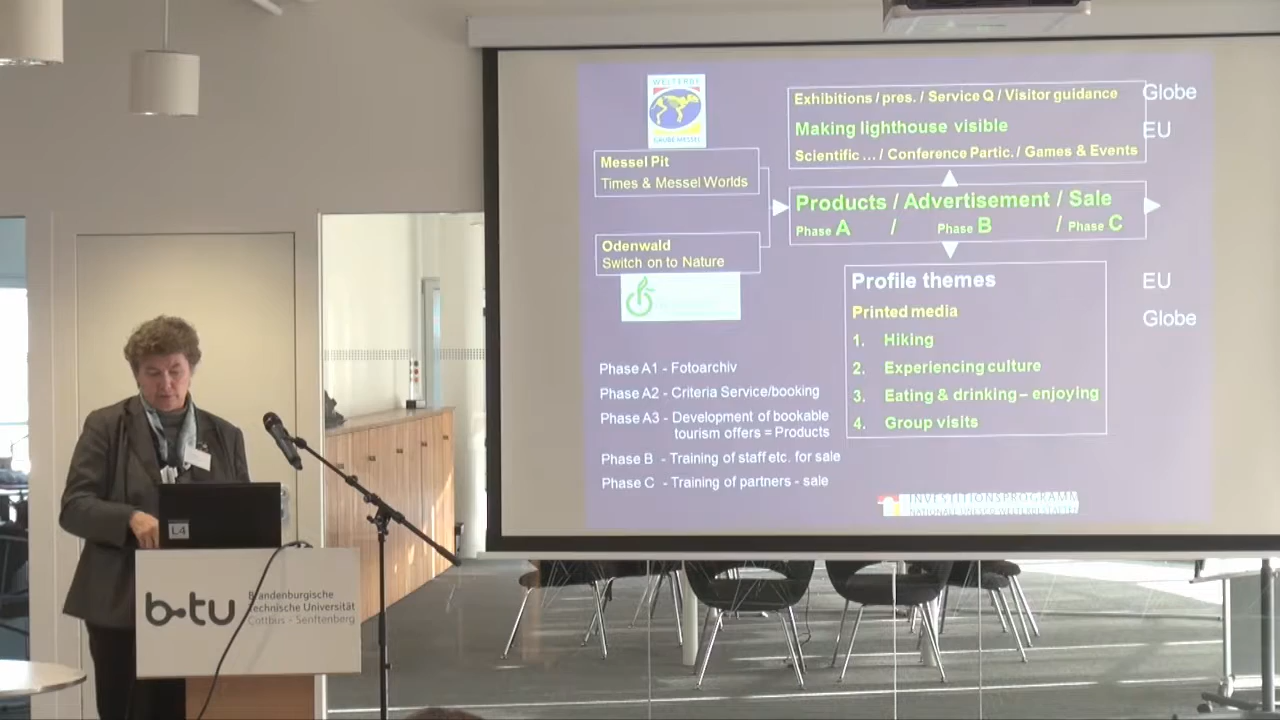 WELTERBE
GRUBE MESSEL
Messel Pit
Times & Messel Worlds
Odenwald
Switch on to Nature
Phase A1 - Fotoarchiv
Phase A2 - Criteria Service/booking
Phase A3 - Development of bookable
tourism offers = Products
Phase B - Training of staff etc. for sale
Phase C - Training of partners - sale
Exhibitions / pres. / Service Q / Visitor guidance
Making lighthouse visible
Scientific ... / Conference Partic. / Games & Events
Globe
EU
Products / Advertisement / Sale
Phase A / Phase B / Phase C
Profile themes
Printed media
1. Hiking
2. Experiencing culture
3. Eating & drinking – enjoying
4. Group visits
EU
Globe
INVESTITIONSPROGRAMM
NATIONALE UNESCO-WELTERBESTÄTTEN
L4
b-tu
Brandenburgische
Technische Universität
Cottbus - Senftenberg